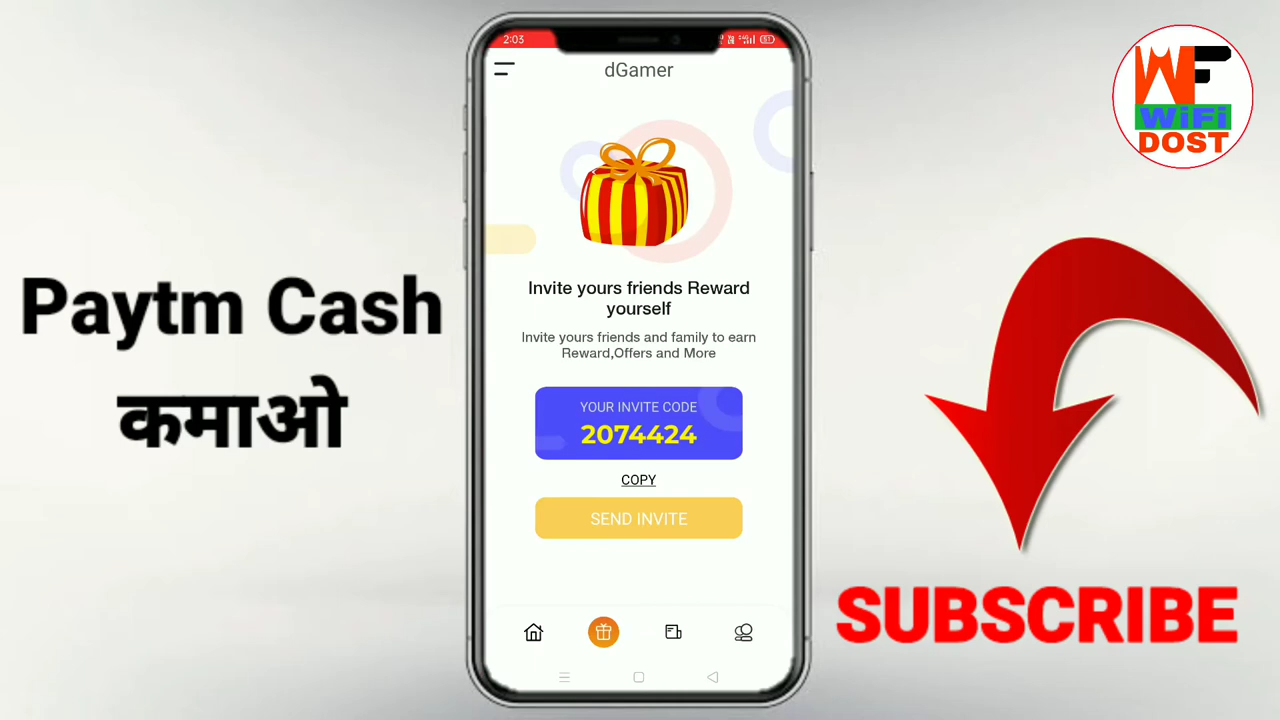 2:03
dGamer
WF
WiFi
DOST
Paytm Cash
कमाओ
Invite yours friends Reward
yourself
Invite yours friends and family to earn
Reward,Offers and More
YOUR INVITE CODE
2074424
COPY
SEND INVITE
SUBSCRIBE